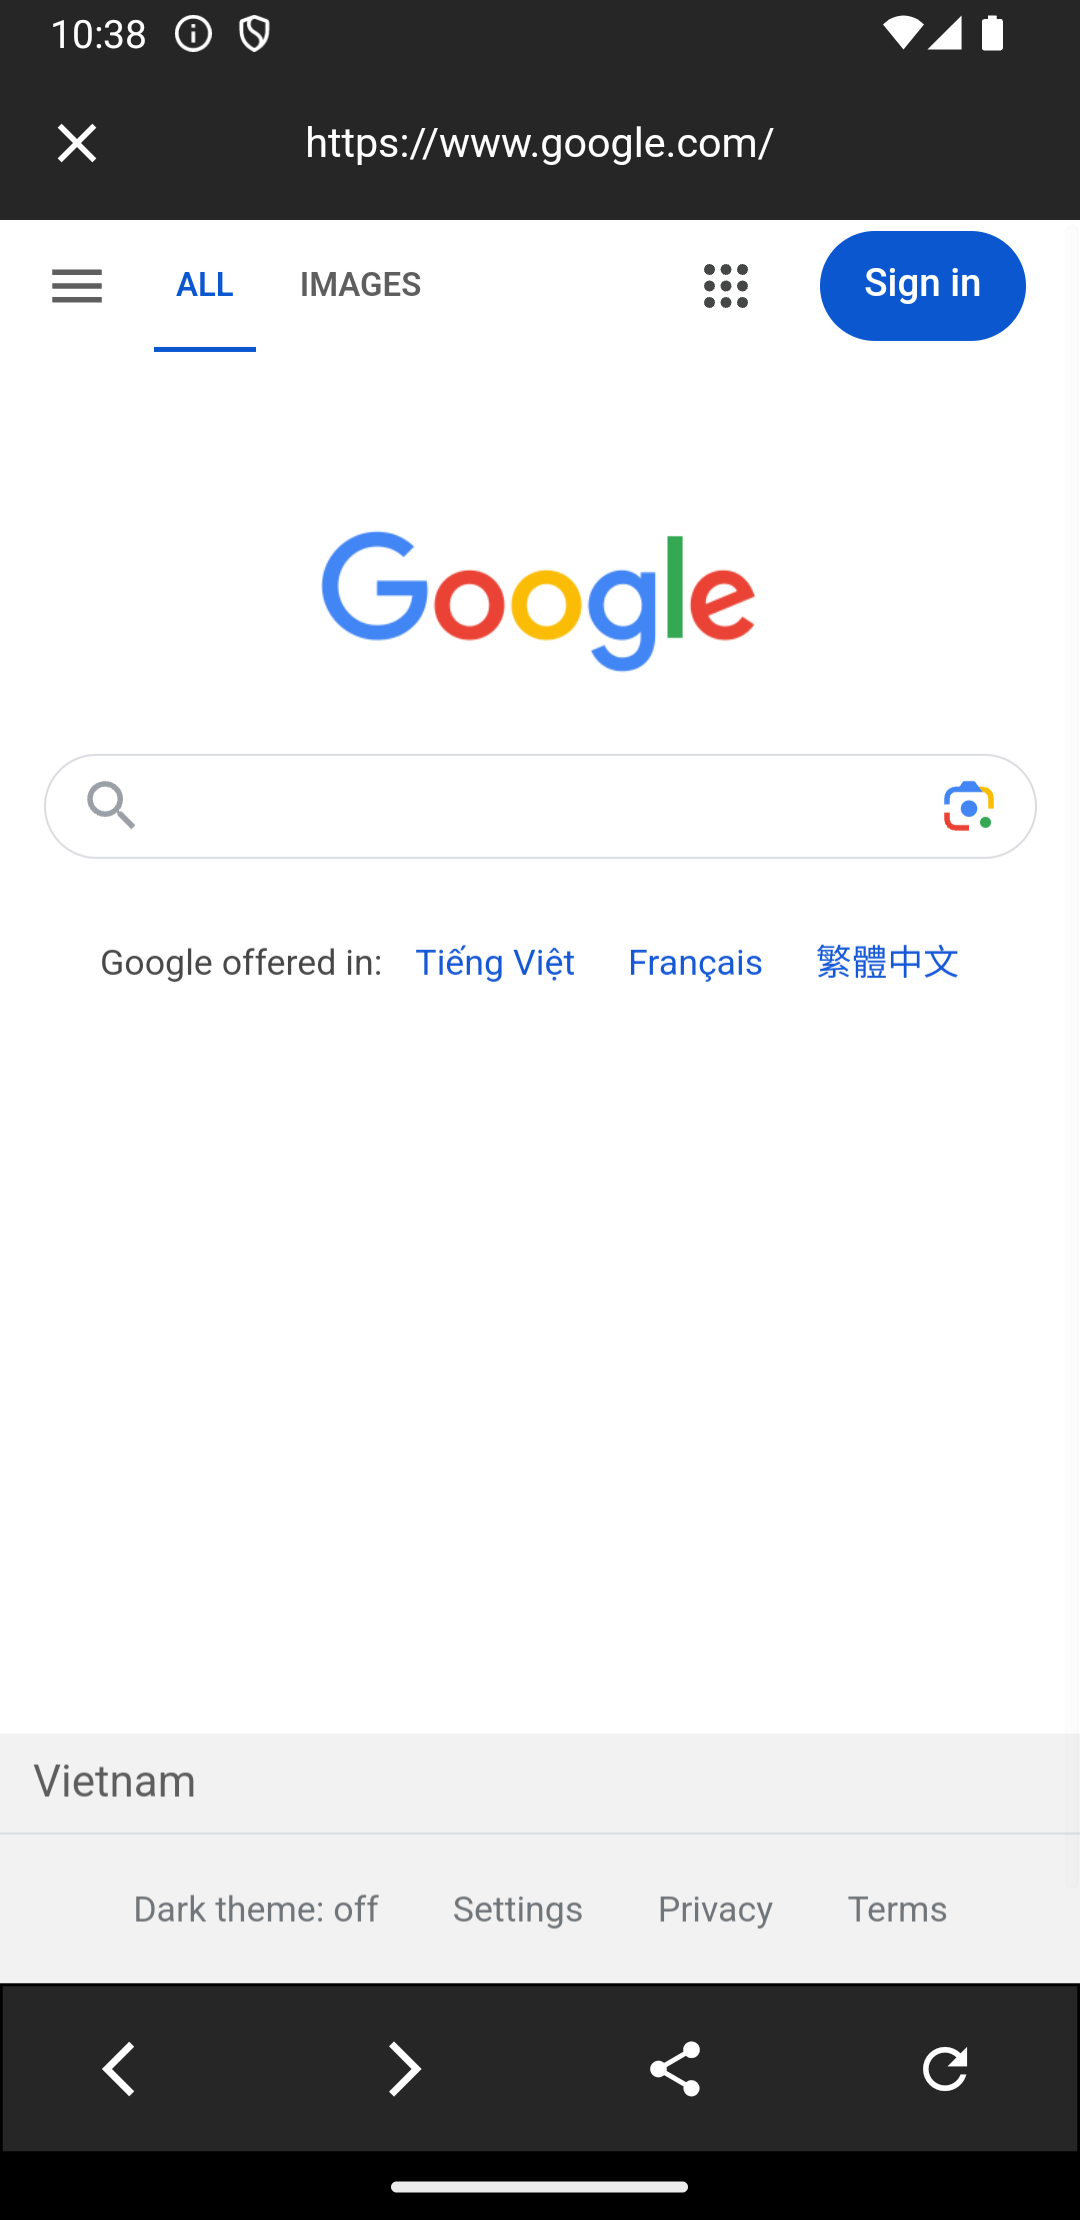 10:38
https://www.google.com/
ALL IMAGES Sign in
Google
Google offered in: Tiếng Việt Français 繁體中文
Vietnam
Dark theme: off Settings Privacy Terms